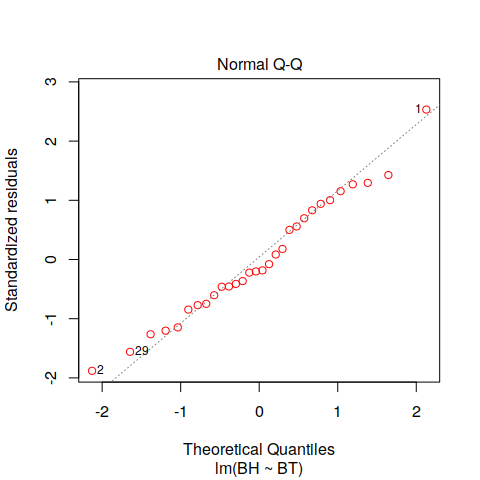 Normal Q-Q
3
2
1
0
-1
-2
Standardized residuals
1
29
2
-2 -1 0 1 2
Theoretical Quantiles
lm(BH ~ BT)